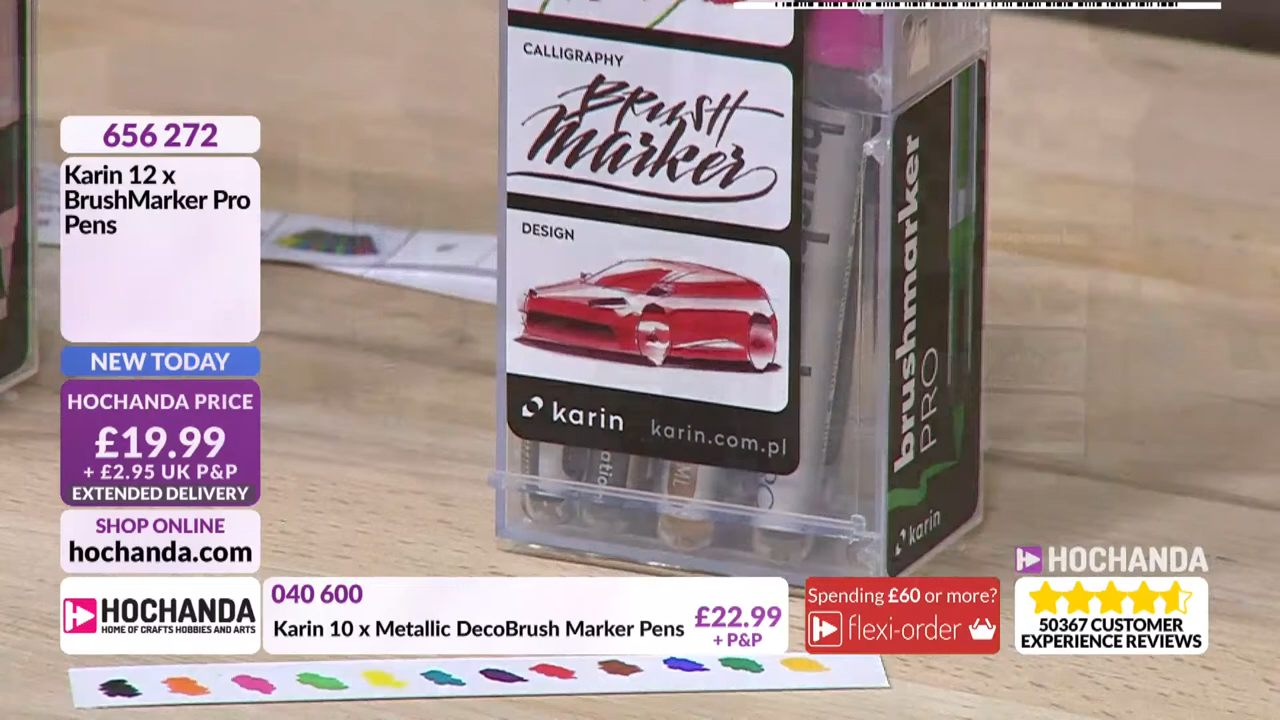 656 272
Karin 12 x
BrushMarker Pro
Pens
NEW TODAY
HOCHANDA PRICE
£19.99
+ £2.95 UK P&P
EXTENDED DELIVERY
SHOP ONLINE
hochanda.com
HOCHANDA
HOME OF CRAFTS HOBBIES AND ARTS
040 600
Karin 10 x Metallic DecoBrush Marker Pens
£22.99
+ P&P
Spending £60 or more?
flexi-order
HOCHANDA
50367 CUSTOMER
EXPERIENCE REVIEWS
CALLIGRAPHY
BRUSH
marker
DESIGN
karin
karin.com.pl
brushmarker
PRO
karin